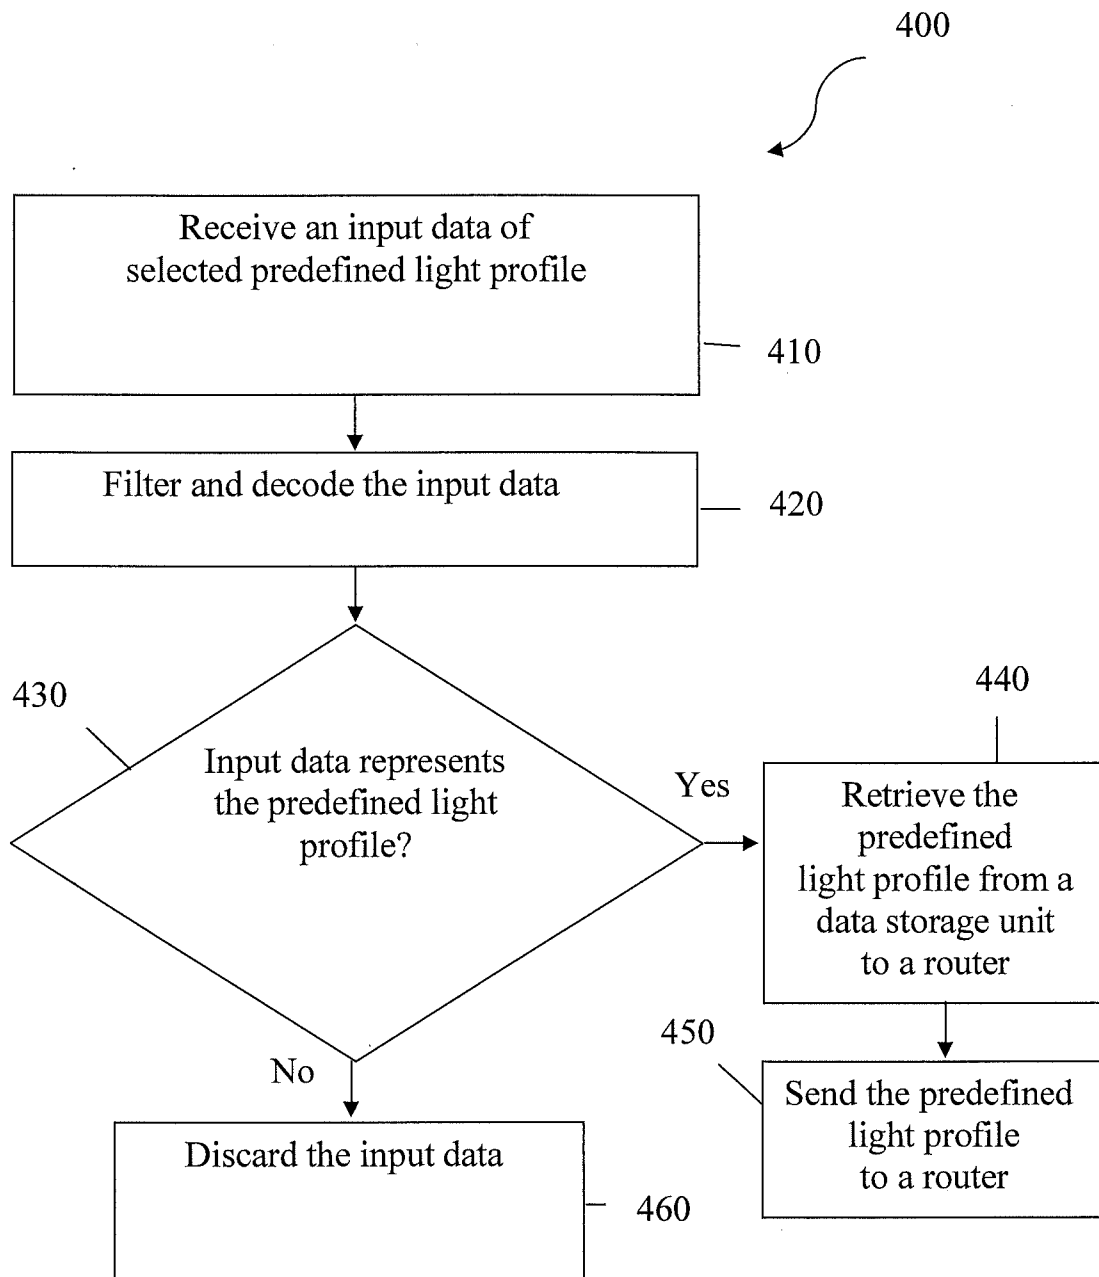 400
Receive an input data of
selected predefined light profile
410
Filter and decode the input data
420
430
Input data represents
the predefined light
profile?
Yes
440
Retrieve the
predefined
light profile from a
data storage unit
to a router
450
Send the predefined
light profile
to a router
No
Discard the input data
460